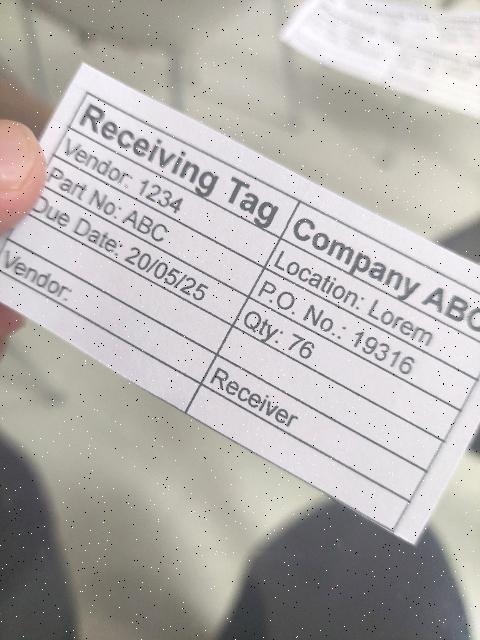 Receiving Tag
Vendor: 1234
Part No: ABC
Due Date: 20/05/25
Vendor:
Company ABC
Location: Lorem
P.O. No.: 19316
Qty: 76
Receiver